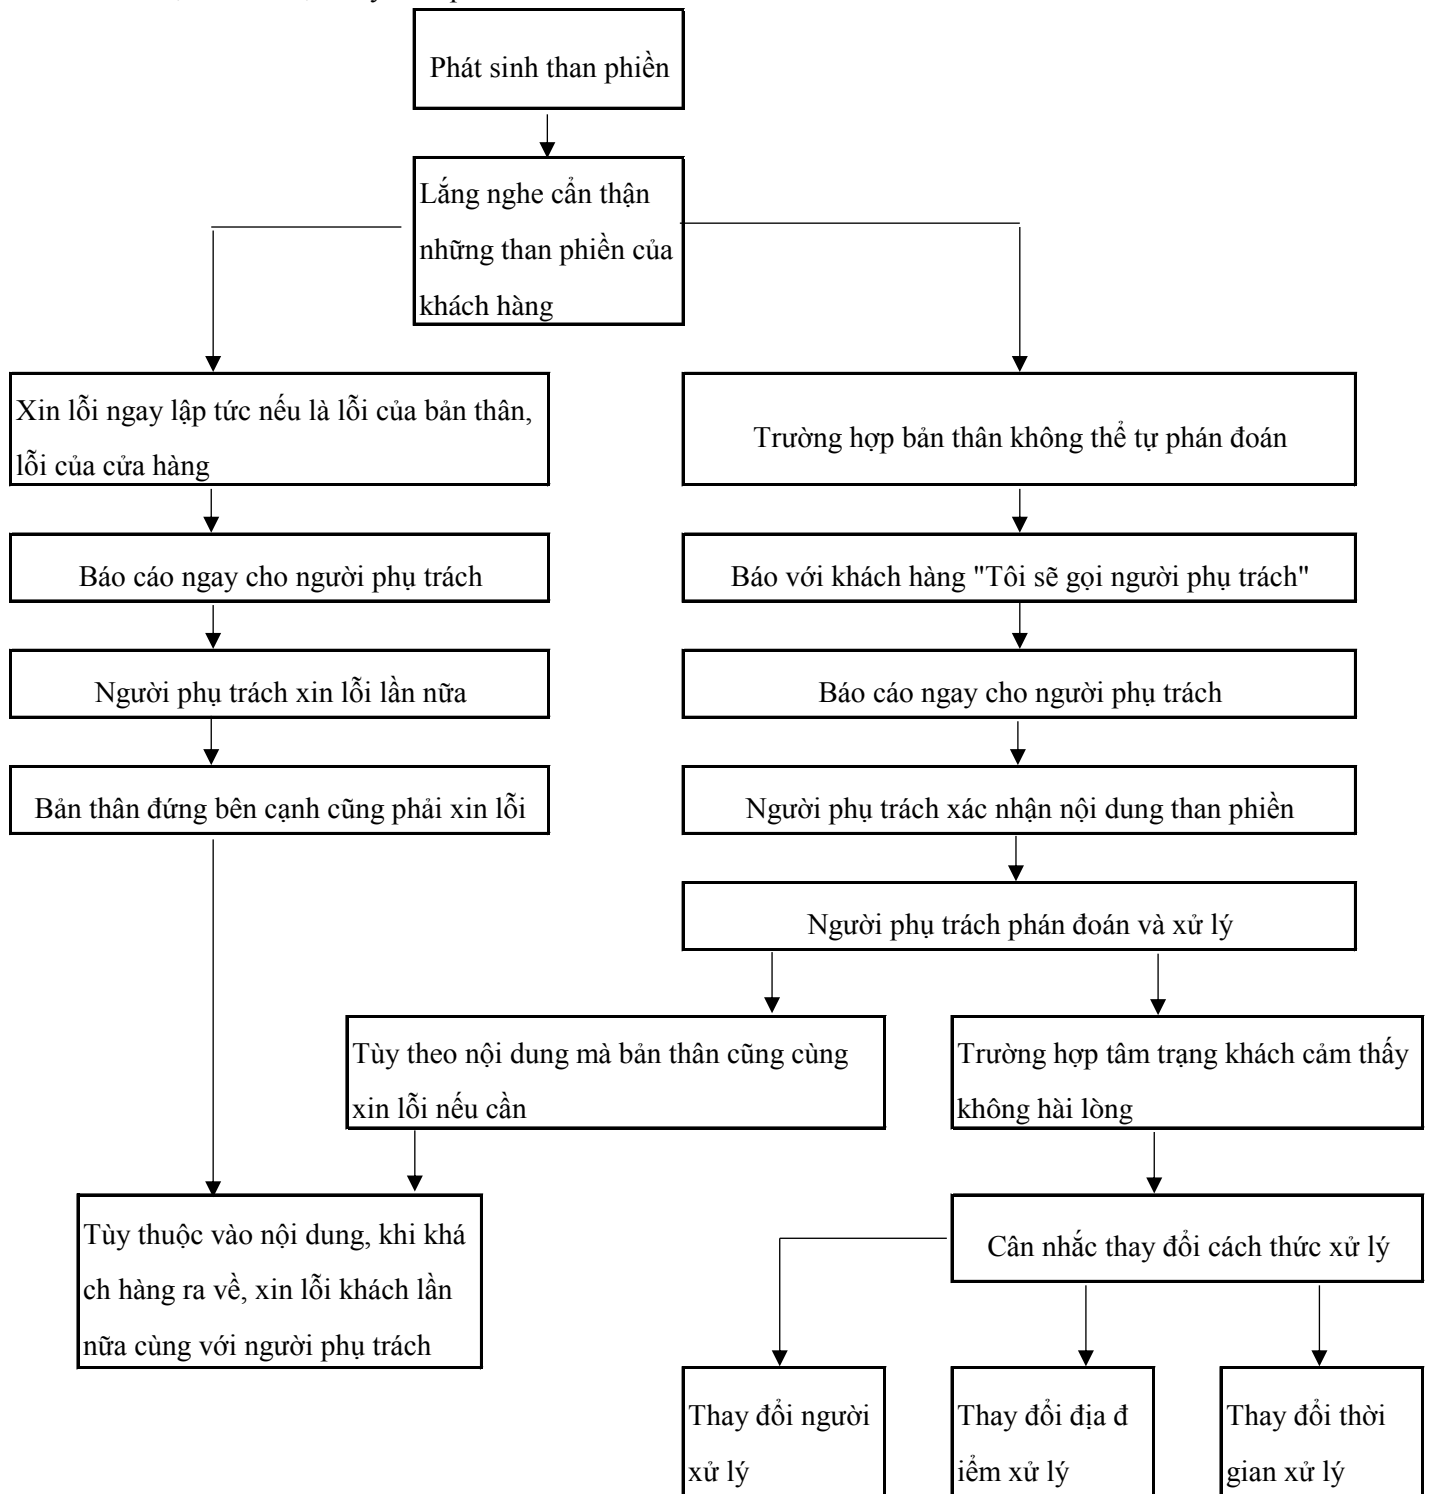 Phát sinh than phiền
Lắng nghe cẩn thận
những than phiền của
khách hàng
Xin lỗi ngay lập tức nếu là lỗi của bản thân,
lỗi của cửa hàng
Trường hợp bản thân không thể tự phán đoán
Báo cáo ngay cho người phụ trách
Báo với khách hàng "Tôi sẽ gọi người phụ trách"
Người phụ trách xin lỗi lần nữa
Báo cáo ngay cho người phụ trách
Bản thân đứng bên cạnh cũng phải xin lỗi
Người phụ trách xác nhận nội dung than phiền
Người phụ trách phán đoán và xử lý
Tùy theo nội dung mà bản thân cũng cùng
xin lỗi nếu cần
Trường hợp tâm trạng khách cảm thấy
không hài lòng
Tùy thuộc vào nội dung, khi khá
ch hàng ra về, xin lỗi khách lần
nữa cùng với người phụ trách
Cân nhắc thay đổi cách thức xử lý
Thay đổi người
xử lý
Thay đổi địa đ
iểm xử lý
Thay đổi thời
gian xử lý